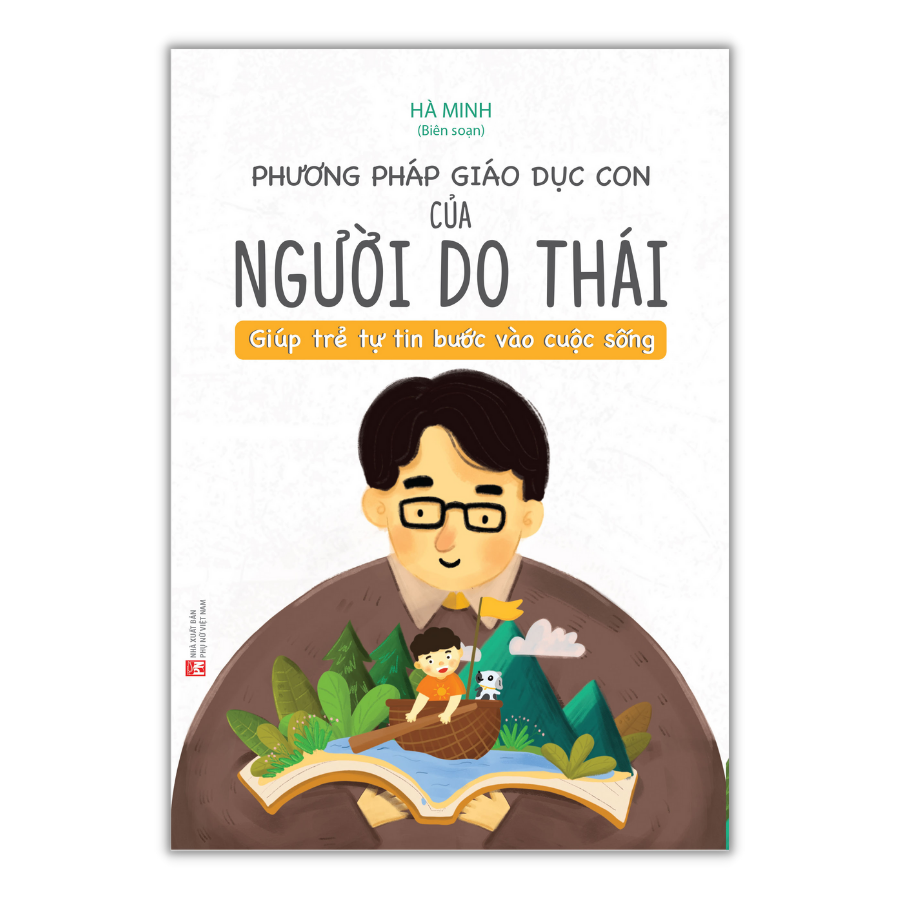 HÀ MINH
(Biên soạn)
PHƯƠNG PHÁP GIÁO DỤC CON
CỦA
NGƯỜI DO THÁI
Giúp trẻ tự tin bước vào cuộc sống
NHÀ XUẤT BẢN
PHỤ NỮ VIỆT NAM